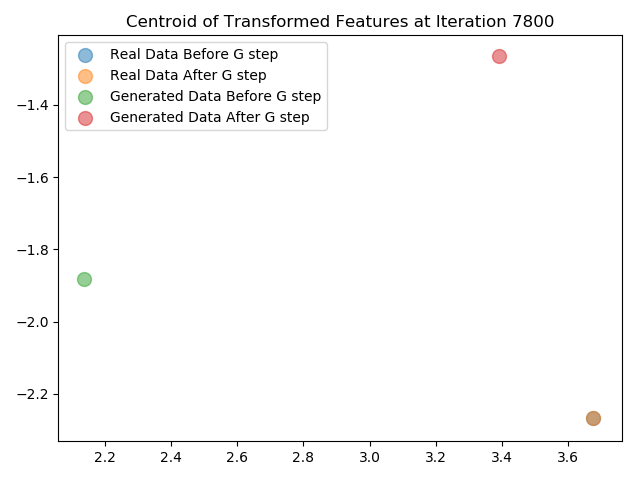 Centroid of Transformed Features at Iteration 7800
Real Data Before G step
Real Data After G step
Generated Data Before G step
Generated Data After G step
−1.4
−1.6
−1.8
−2.0
−2.2
2.2 2.4 2.6 2.8 3.0 3.2 3.4 3.6